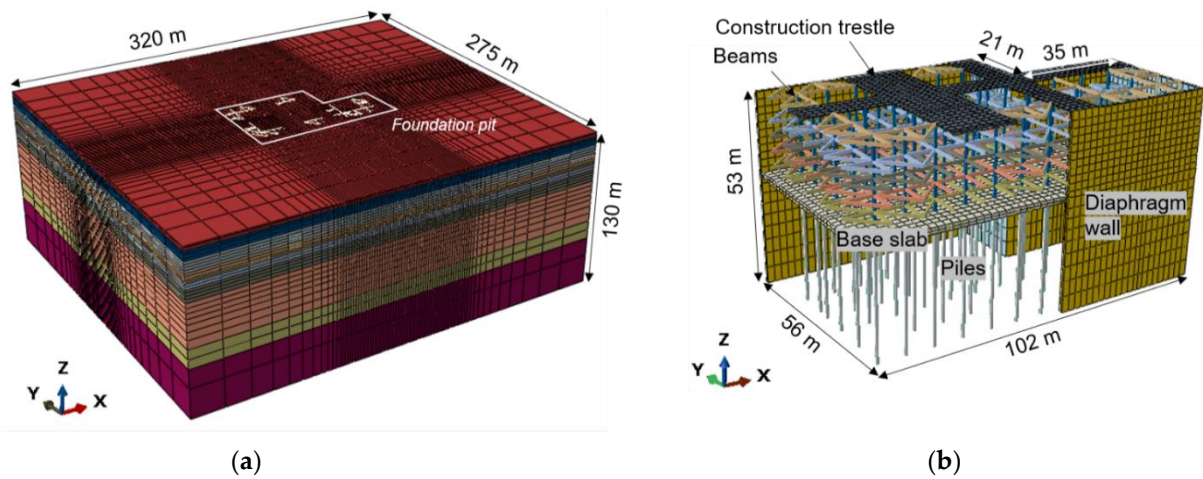 320 m
275 m
Foundation pit
130 m
Z
Y
X
(a)
Construction trestle
Beams
21 m
35 m
53 m
Diaphragm
wall
Base slab
Piles
56 m
102 m
Z
Y
X
(b)